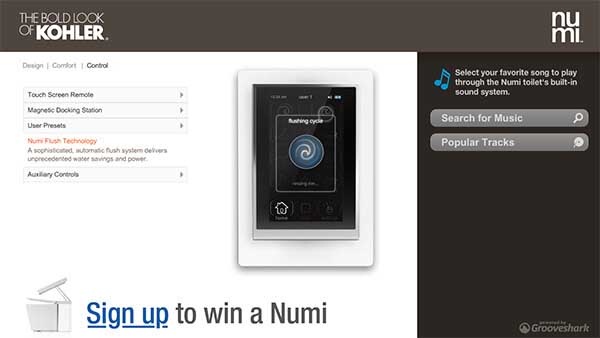 THE BOLD LOOK
OF KOHLER®
nu
mi™
Design | Comfort | Control
Touch Screen Remote
Magnetic Docking Station
User Presets
Numi Flush Technology
A sophisticated, automatic flush system delivers
unprecedented water savings and power.
Auxiliary Controls
User 1
flushing cycle
Home
Select your favorite song to play
through the Numi toilet's built-in
sound system.
Search for Music
Popular Tracks
Sign up to win a Numi
powered by
Grooveshark